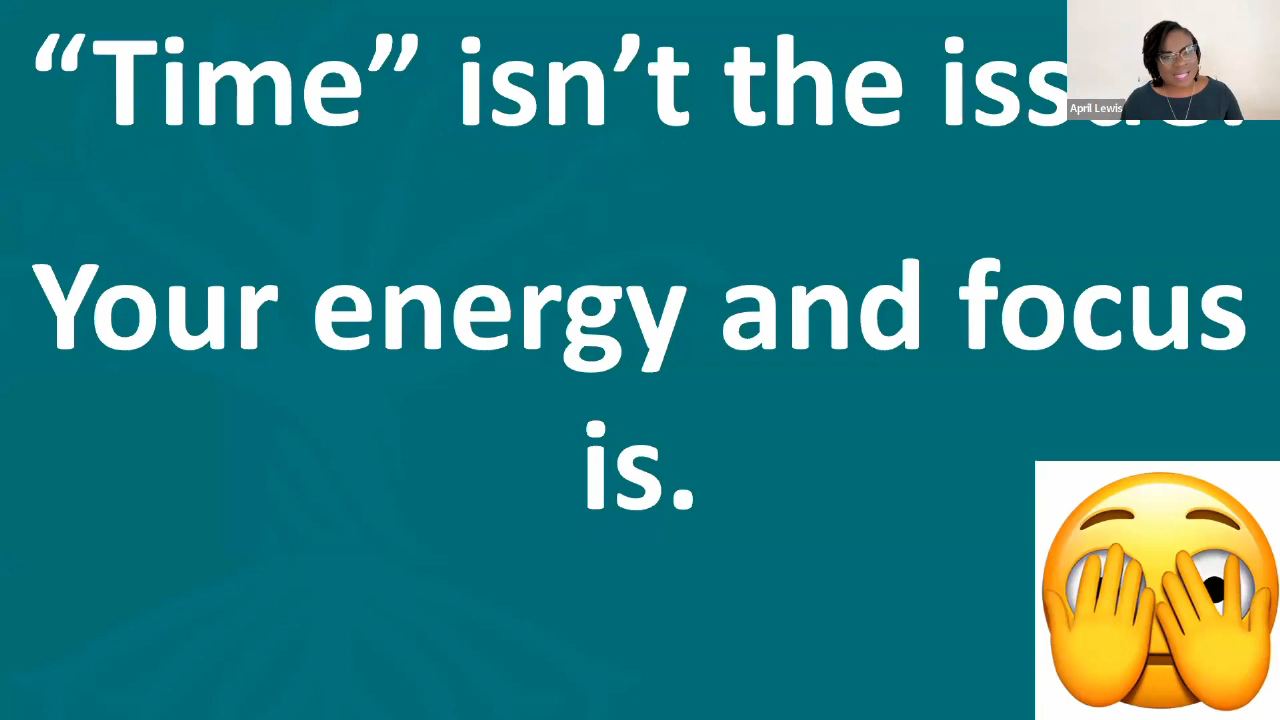 “Time” isn’t the
April Lewis
Your energy and focus
is.